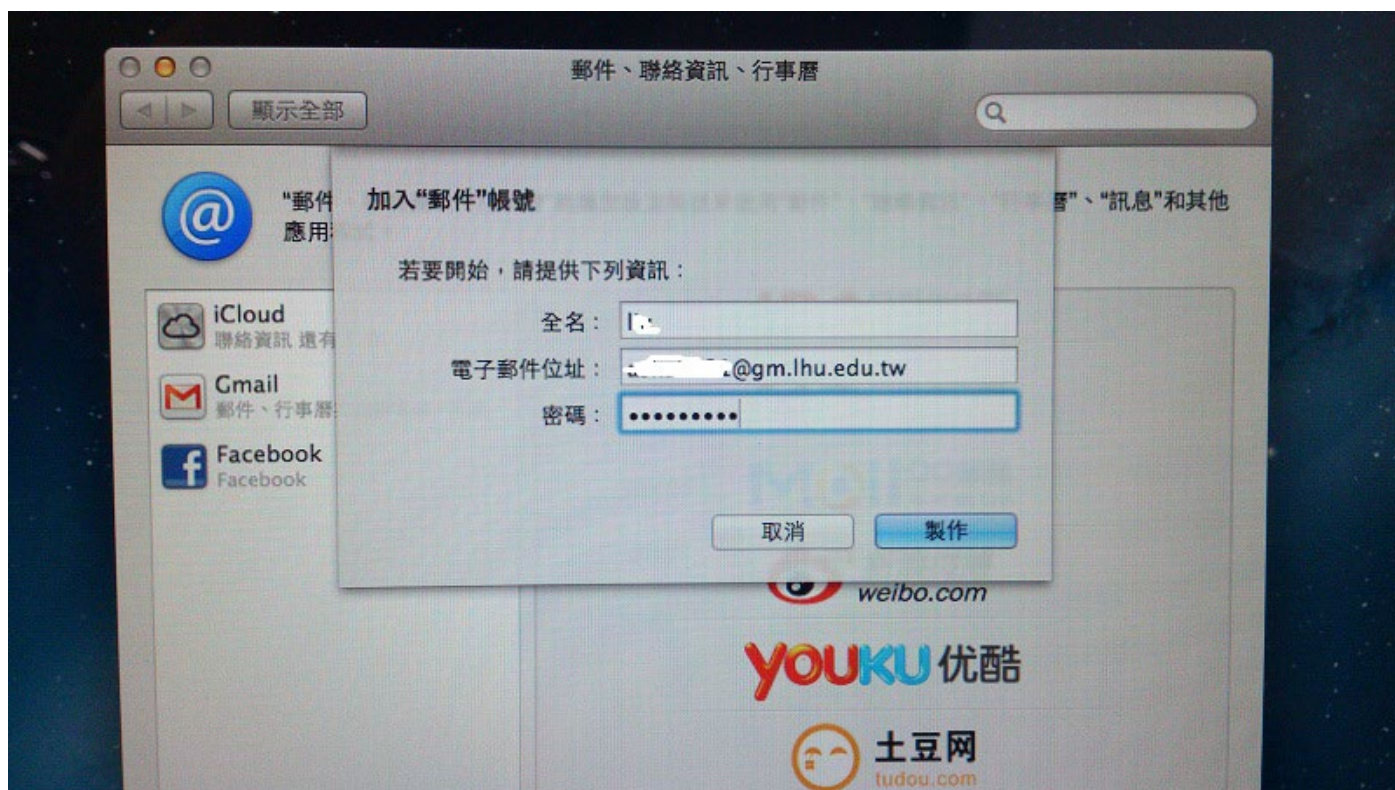 郵件、聯絡資訊、行事曆
顯示全部
加入“郵件”帳號
“郵件
曆”、“訊息”和其他
應用
若要開始，請提供下列資訊：
全名：
電子郵件位址： @gm.lhu.edu.tw
密碼： •••••••••
取消
製作
iCloud
聯絡資訊 還有
Gmail
郵件、行事曆
Facebook
Facebook
weibo.com
YOUKU优酷
土豆网
tudou.com